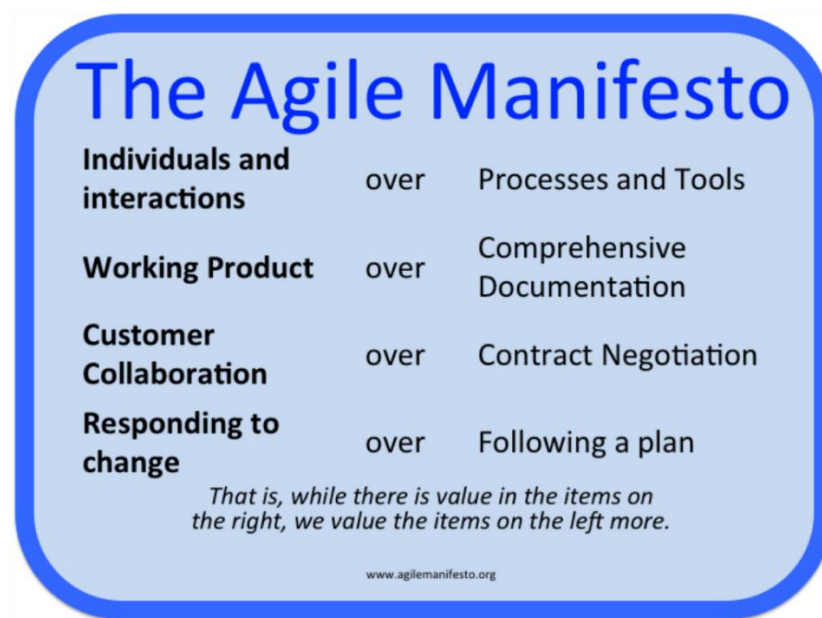 The Agile Manifesto
Individuals and
interactions
over
Processes and Tools
Working Product
over
Comprehensive
Documentation
Customer
Collaboration
over
Contract Negotiation
Responding to
change
over
Following a plan
That is, while there is value in the items on
the right, we value the items on the left more.
www.agilemanifesto.org